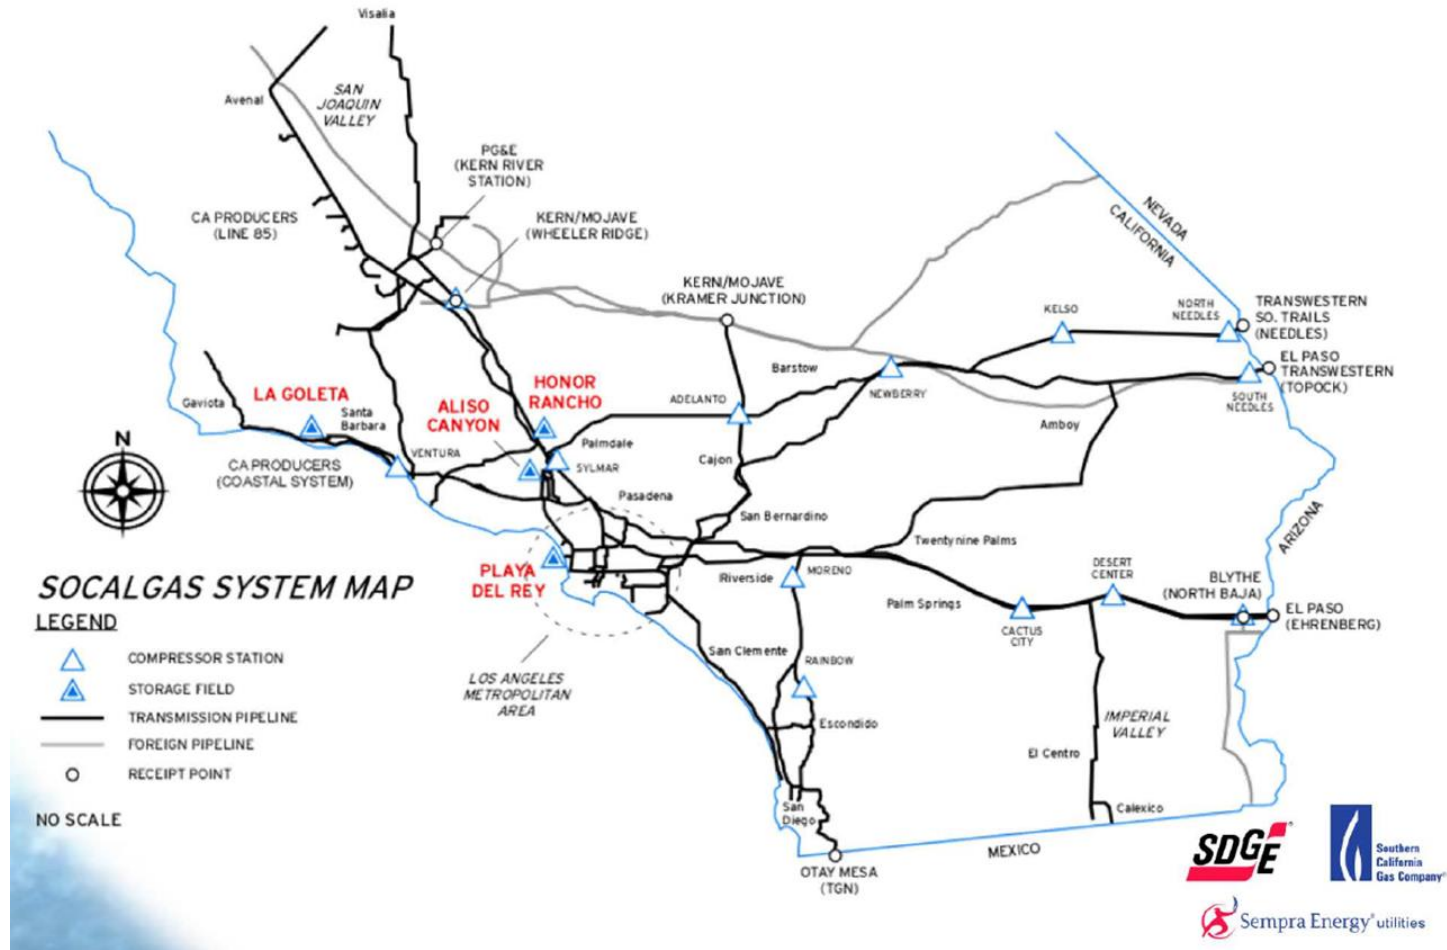 Visalia
SAN
JOAQUIN
VALLEY
Avenal
PG&E
(KERN RIVER
STATION)
CA PRODUCERS
(LINE 85)
KERN/MOJAVE
(WHEELER RIDGE)
NEVADA
CALIFORNIA
KERN/MOJAVE
(KRAMER JUNCTION)
KELSO
NORTH
NEEDLES
TRANSWESTERN
SO. TRAILS
(NEEDLES)
EL PASO
TRANSWESTERN
(TOPOCK)
Barstow
NEWBERRY
SOUTH
NEEDLES
LA GOLETA
HONOR
RANCHO
ALISO
CANYON
ADELANTO
Gaviota
Santa
Barbara
Amboy
N
VENTURA
Palmdale
SYLMAR
Cajon
CA PRODUCERS
(COASTAL SYSTEM)
Pasadena
San Bernardino
ARIZONA
Twentynine Palms
PLAYA
DEL REY
Riverside
MORENO
DESERT
CENTER
BLYTHE
(NORTH BAJA)
Palm Springs
CACTUS
CITY
EL PASO
(EHRENBERG)
SOCALGAS SYSTEM MAP
LEGEND
COMPRESSOR STATION
STORAGE FIELD
TRANSMISSION PIPELINE
FOREIGN PIPELINE
RECEIPT POINT
NO SCALE
San Clemente
RAINBOW
LOS ANGELES
METROPOLITAN
AREA
Escondido
IMPERIAL
VALLEY
El Centro
San
Diego
Calexico
MEXICO
OTAY MESA
(TGN)
SDGE®
Southern
California
Gas Company®
Sempra Energy® utilities